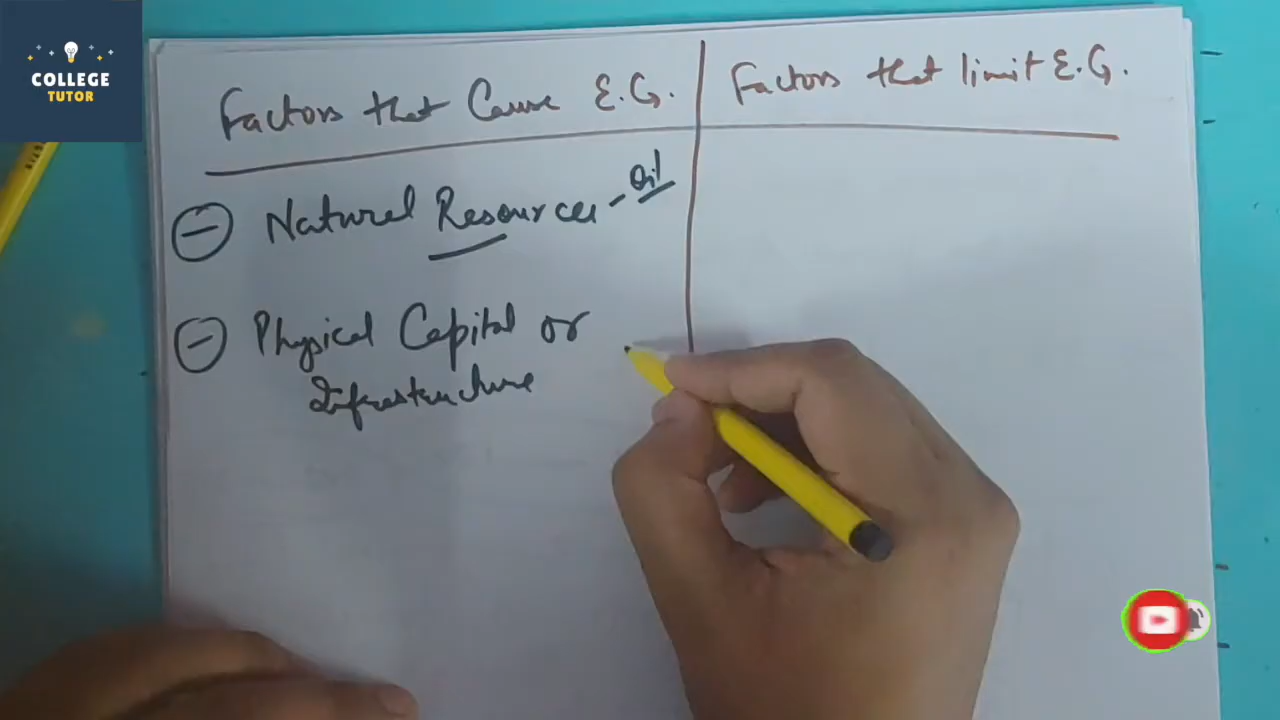 COLLEGE
TUTOR
Factors that Cause E.G.
Factors that limit E.G.
Natural Resources - Oil
Physical Capital or
Infrastructure